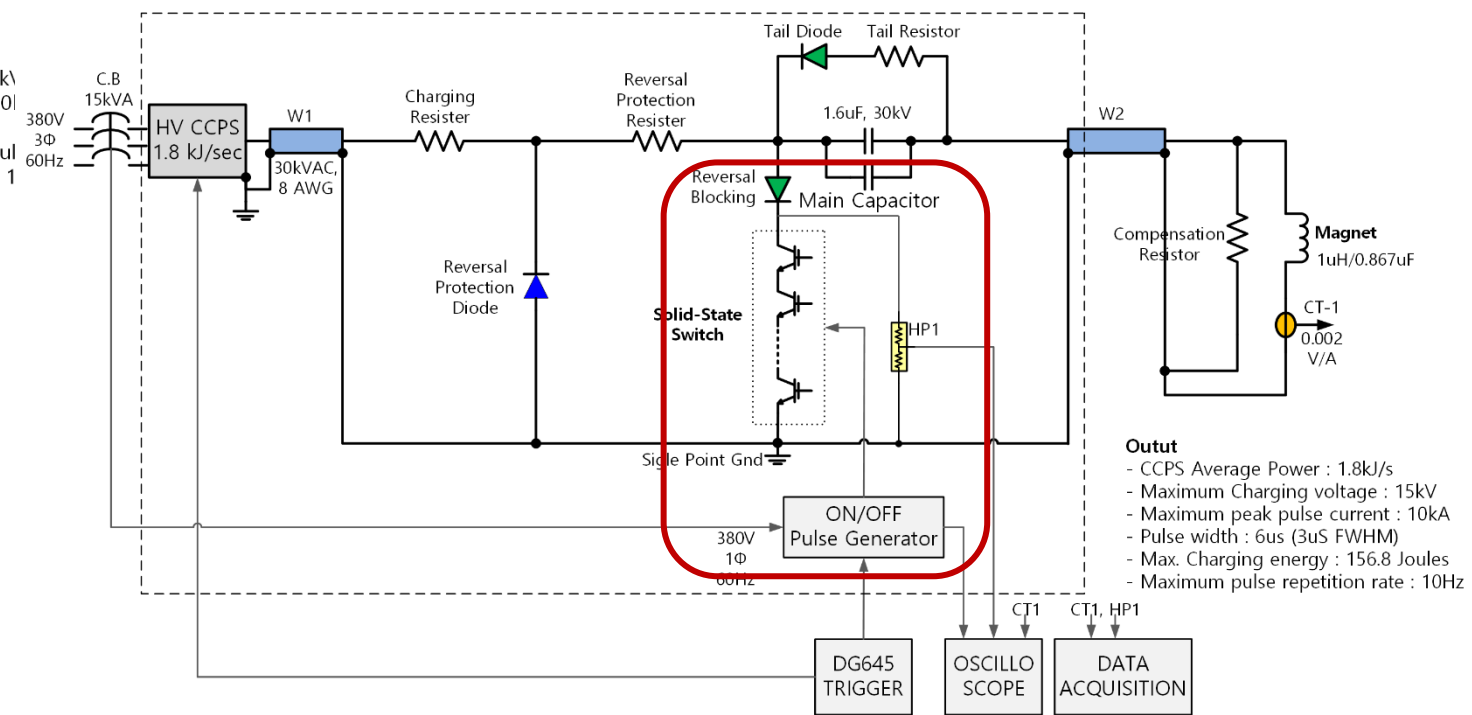 Tail Diode
Tail Resistor
C.B
15kVA
380V
3Φ
60Hz
HV CCPS
1.8 kJ/sec
W1
30kVAC,
8 AWG
Charging
Resister
Reversal
Protection
Resister
1.6uF, 30kV
W2
Reversal
Blocking
Main Capacitor
Reversal
Protection
Diode
Solid-State
Switch
HP1
Compensation
Resistor
Magnet
1uH/0.867uF
CT-1
0.002
V/A
Sigle Point Gnd
ON/OFF
Pulse Generator
380V
1Φ
60Hz
Outut
- CCPS Average Power : 1.8kJ/s
- Maximum Charging voltage : 15kV
- Maximum peak pulse current : 10kA
- Pulse width : 6us (3uS FWHM)
- Max. Charging energy : 156.8 Joules
- Maximum pulse repetition rate : 10Hz
CT1
CT1, HP1
DG645
TRIGGER
OSCILLO
SCOPE
DATA
ACQUISITION